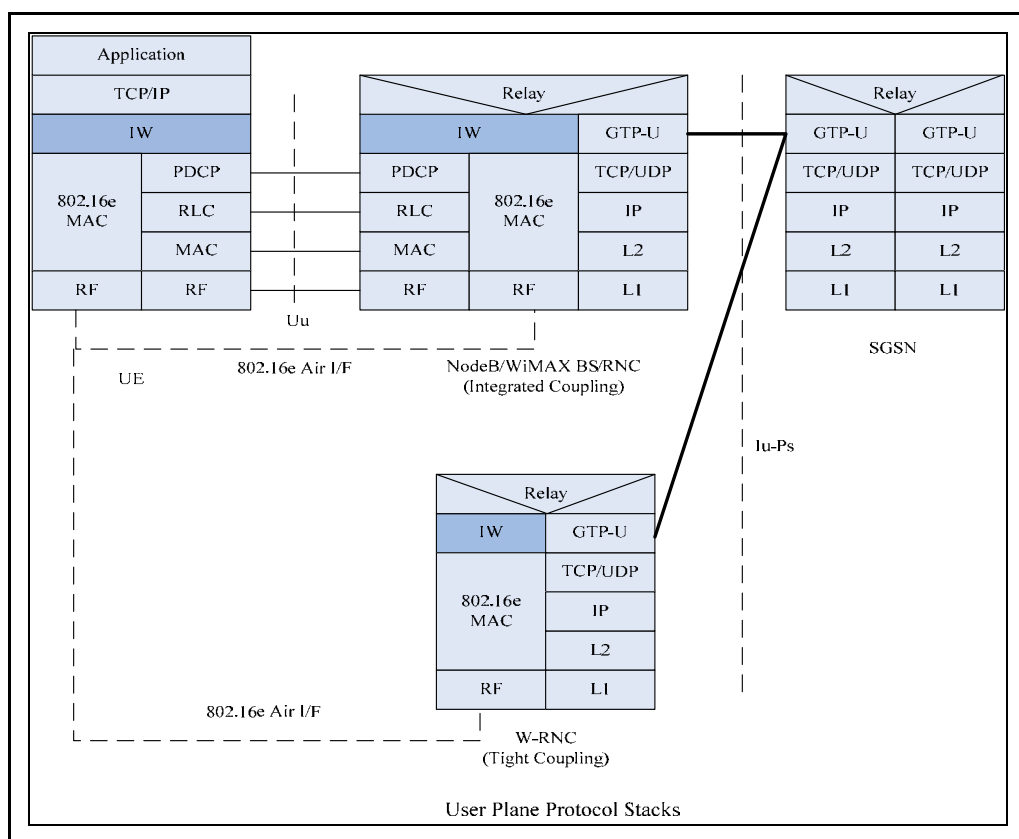 Application
TCP/IP
IW
802.16e
MAC
PDCP
RLC
MAC
RF
RF
UE
Uu
802.16e Air I/F
Relay
IW
GTP-U
PDCP
RLC
MAC
RF
802.16e
MAC
RF
TCP/UDP
IP
L2
L1
NodeB/WiMAX BS/RNC
(Integrated Coupling)
Relay
GTP-U
GTP-U
TCP/UDP
TCP/UDP
IP
IP
L2
L2
L1
L1
SGSN
Iu-Ps
Relay
IW
GTP-U
802.16e
MAC
TCP/UDP
IP
L2
RF
L1
802.16e Air I/F
W-RNC
(Tight Coupling)
User Plane Protocol Stacks